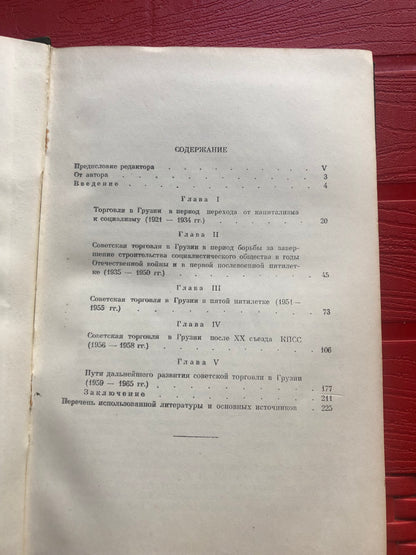 СОДЕРЖАНИЕ
Предисловие редактора . . . . . . . V
От автора . . . . . . . . . 3
Введение . . . . . . . . . 4
Глава I
Торговля в Грузии в период перехода от капитализма
к социализму (1921 — 1934 гг.) . . . . . . 20
Глава II
Советская торговля в Грузии в период борьбы за завер-
шение строительства социалистического общества в годы
Отечественной войны и в первой послевоенной пятилет-
ке (1935 — 1950 гг.) . . . . . . . 45
Глава III
Советская торговля в Грузии в пятой пятилетке (1951—
1955 гг.) . . . . . . . . . 73
Глава IV
Советская торговля в Грузии после XX съезда КПСС
(1956 — 1958 гг.) . . . . . . . . 106
Глава V
Пути дальнейшего развития советской торговли в Грузии
(1959 — 1965 гг.) . . . . . . . . 177
Заключение . . . . . . . . 211
Перечень использованной литературы и основных источников . 225